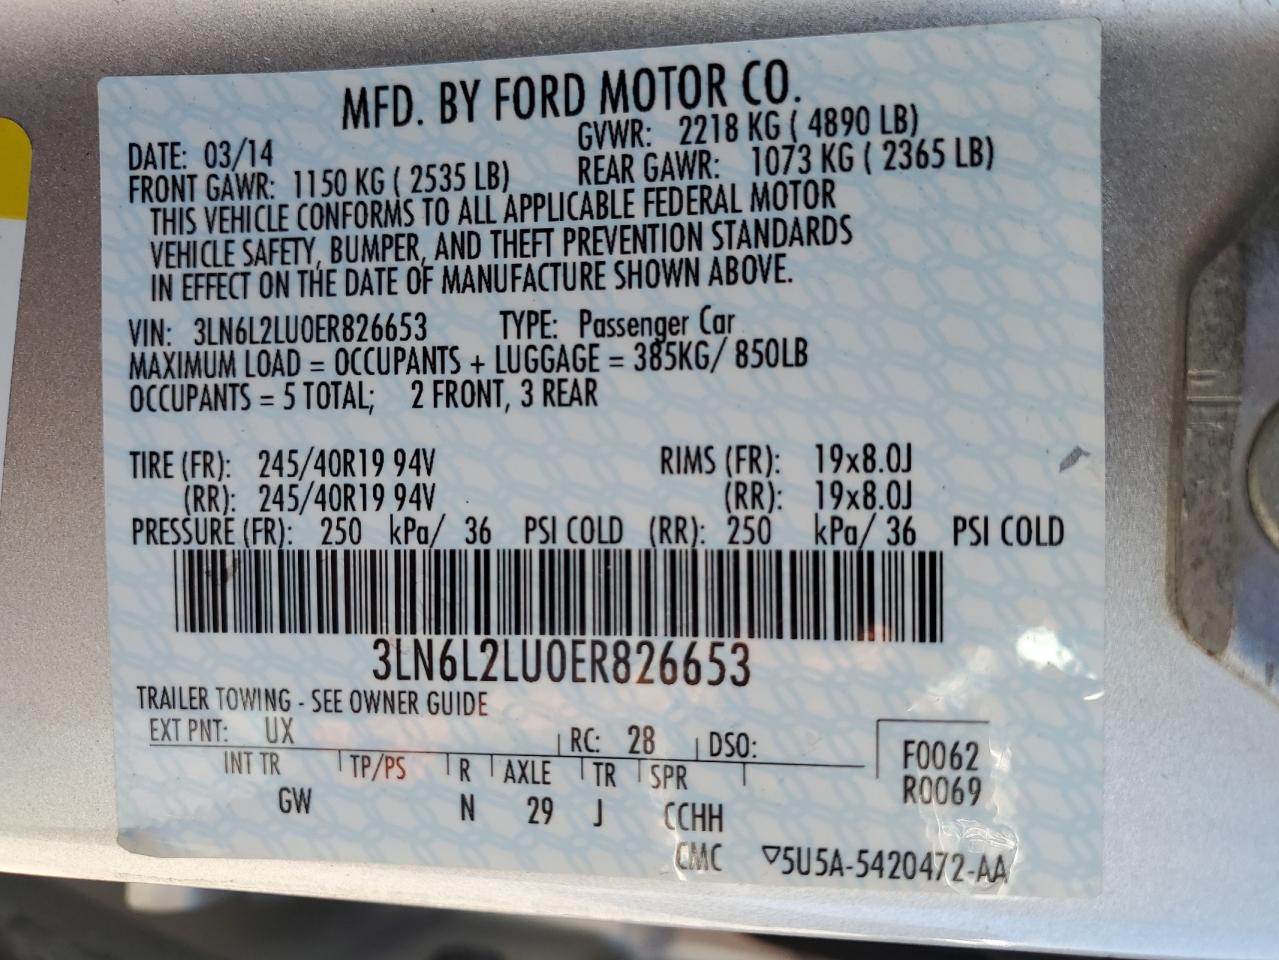 MFD. BY FORD MOTOR CO.
DATE: 03/14 GVWR: 2218 KG ( 4890 LB)
FRONT GAWR: 1150 KG ( 2535 LB) REAR GAWR: 1073 KG ( 2365 LB)
THIS VEHICLE CONFORMS TO ALL APPLICABLE FEDERAL MOTOR
VEHICLE SAFETY, BUMPER, AND THEFT PREVENTION STANDARDS
IN EFFECT ON THE DATE OF MANUFACTURE SHOWN ABOVE.
VIN: 3LN6L2LU0ER826653 TYPE: Passenger Car
MAXIMUM LOAD = OCCUPANTS + LUGGAGE = 385KG/ 850LB
OCCUPANTS = 5 TOTAL; 2 FRONT, 3 REAR
TIRE (FR): 245/40R19 94V RIMS (FR): 19x8.0J
(RR): 245/40R19 94V (RR): 19x8.0J
PRESSURE (FR): 250 kPa/ 36 PSI COLD (RR): 250 kPa/ 36 PSI COLD
3LN6L2LU0ER826653
TRAILER TOWING - SEE OWNER GUIDE
EXT PNT: UX RC: 28 DSO:
INT TR TP/PS R AXLE TR SPR
F0062
R0069
GW N 29 J CCHH
CMC ▽5U5A-5420472-AA